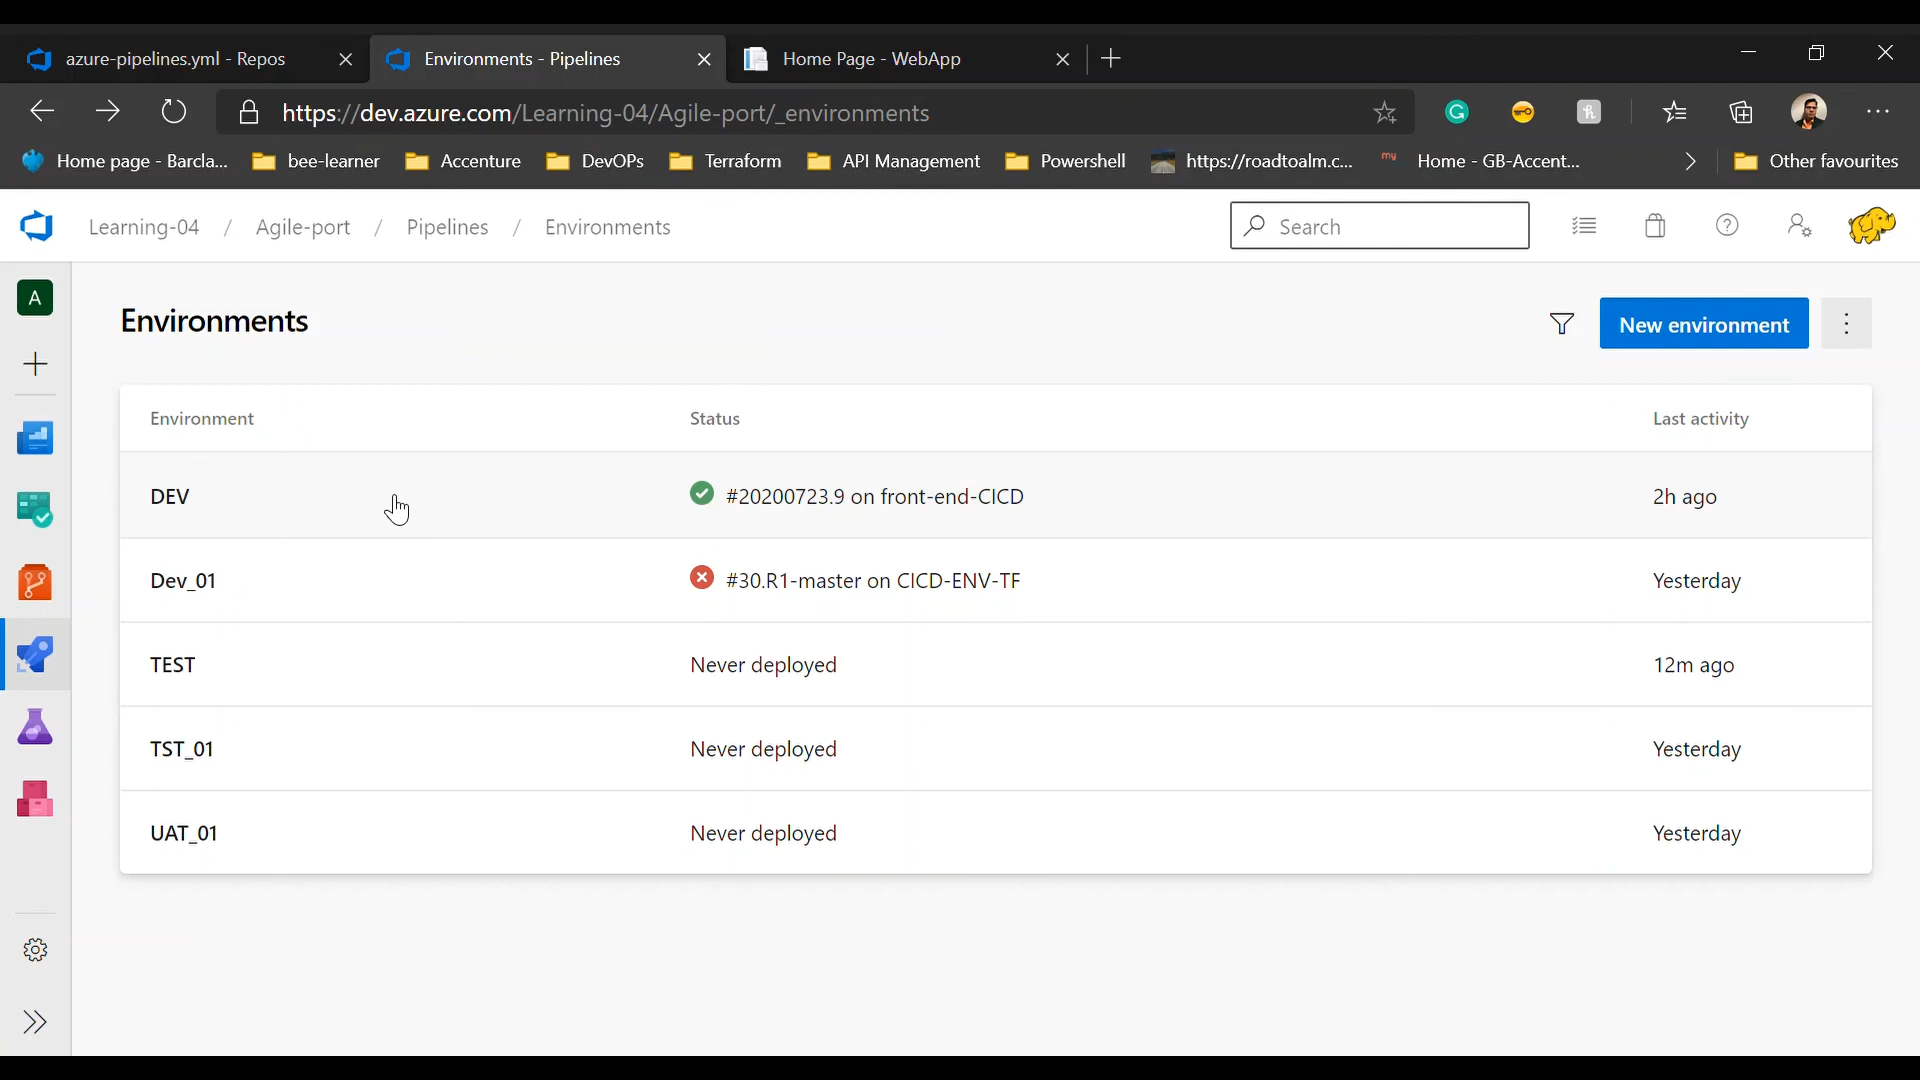 azure-pipelines.yml - Repos
Environments - Pipelines
Home Page - WebApp
https://dev.azure.com/Learning-04/Agile-port/_environments
h
Home page - Barcla...
bee-learner
Accenture
DevOPs
Terraform
API Management
Powershell
https://roadtoalm.c...
my
Home - GB-Accent...
Other favourites
Learning-04 / Agile-port / Pipelines / Environments
Search
A
Environments
New environment
Environment Status Last activity
DEV #20200723.9 on front-end-CICD 2h ago
Dev_01 #30.R1-master on CICD-ENV-TF Yesterday
TEST Never deployed 12m ago
TST_01 Never deployed Yesterday
UAT_01 Never deployed Yesterday